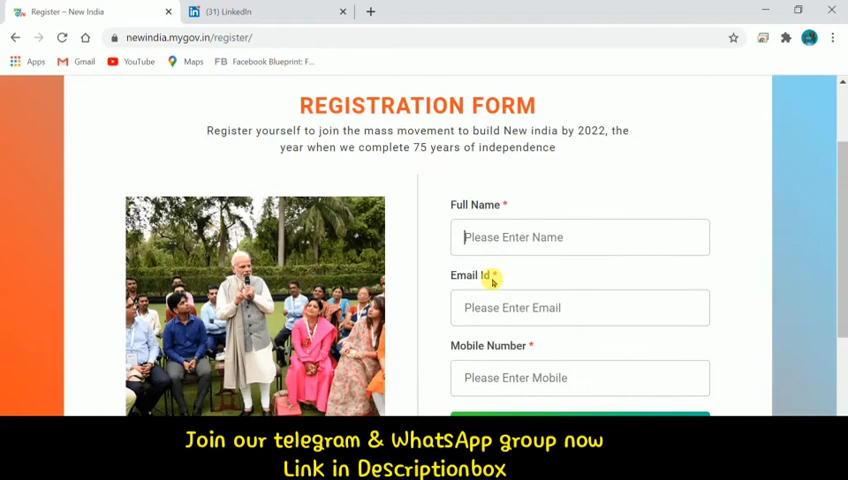 Register – New India
(31) LinkedIn
newindia.mygov.in/register/
Apps
Gmail
YouTube
Maps
FB Facebook Blueprint: F...
REGISTRATION FORM
Register yourself to join the mass movement to build New india by 2022, the
year when we complete 75 years of independence
Full Name *
Please Enter Name
Email Id *
Please Enter Email
Mobile Number *
Please Enter Mobile
Join our telegram & WhatsApp group now
Link in Descriptionbox